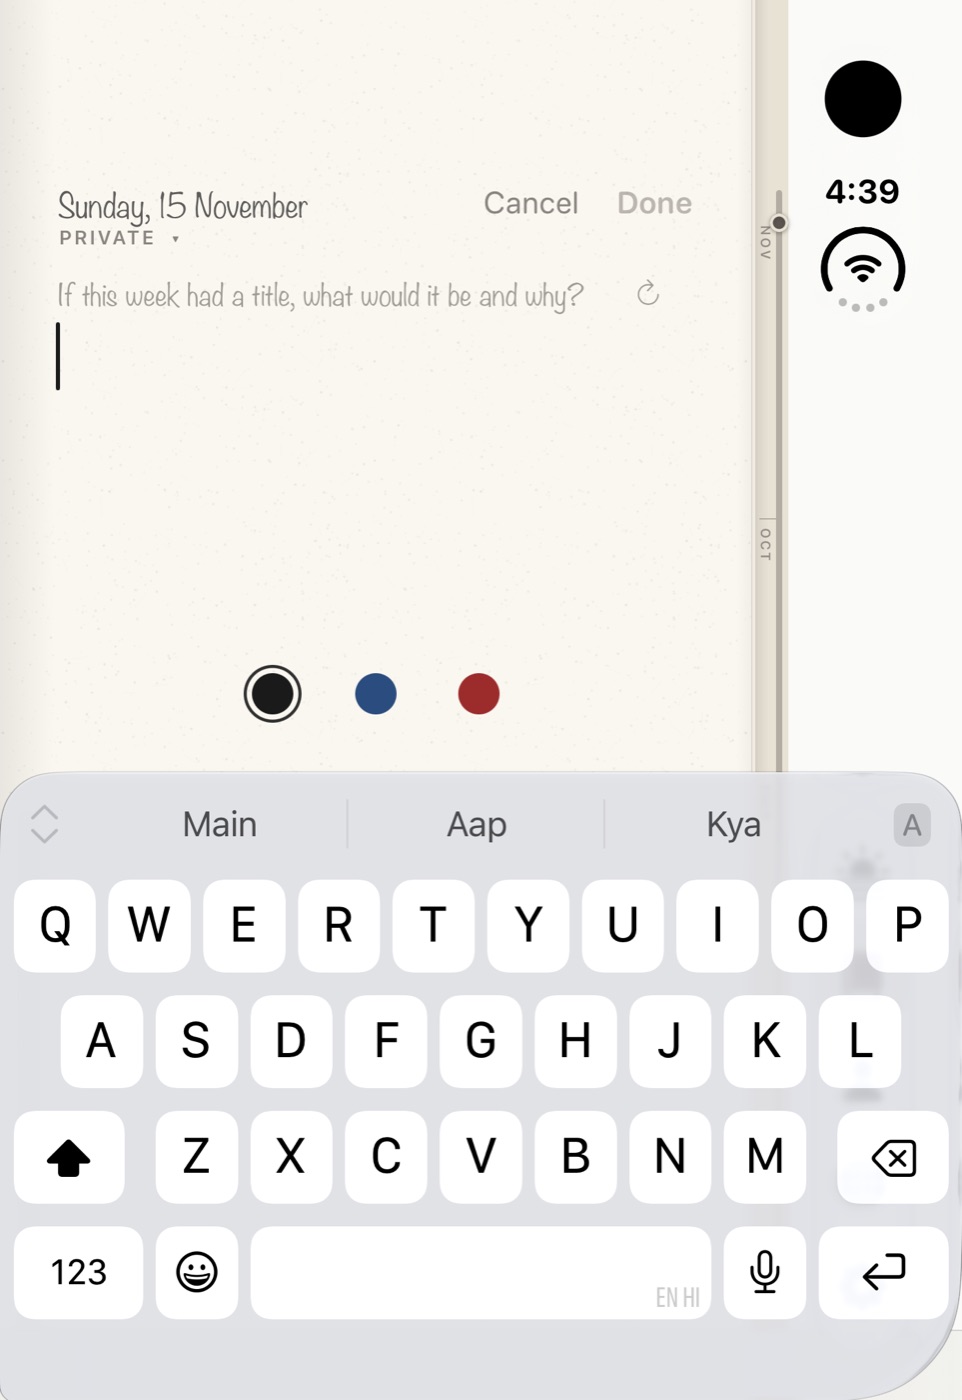 4:39
Sunday, 15 November
Cancel
Done
PRIVATE
If this week had a title, what would it be and why?
NOV
OCT
Main
Aap
Kya
A
Q W E R T Y U I O P
A S D F G H J K L
Z X C V B N M
123
EN HI